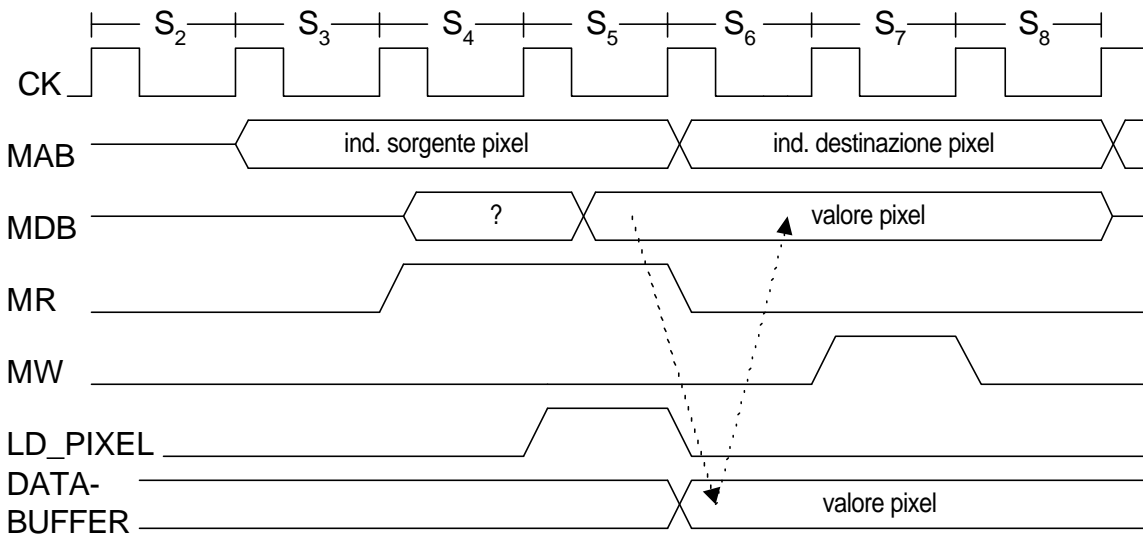 S2 S3 S4 S5 S6 S7 S8
CK
MAB ind. sorgente pixel ind. destinazione pixel
MDB ? valore pixel
MR
MW
LD_PIXEL
DATA-
BUFFER valore pixel